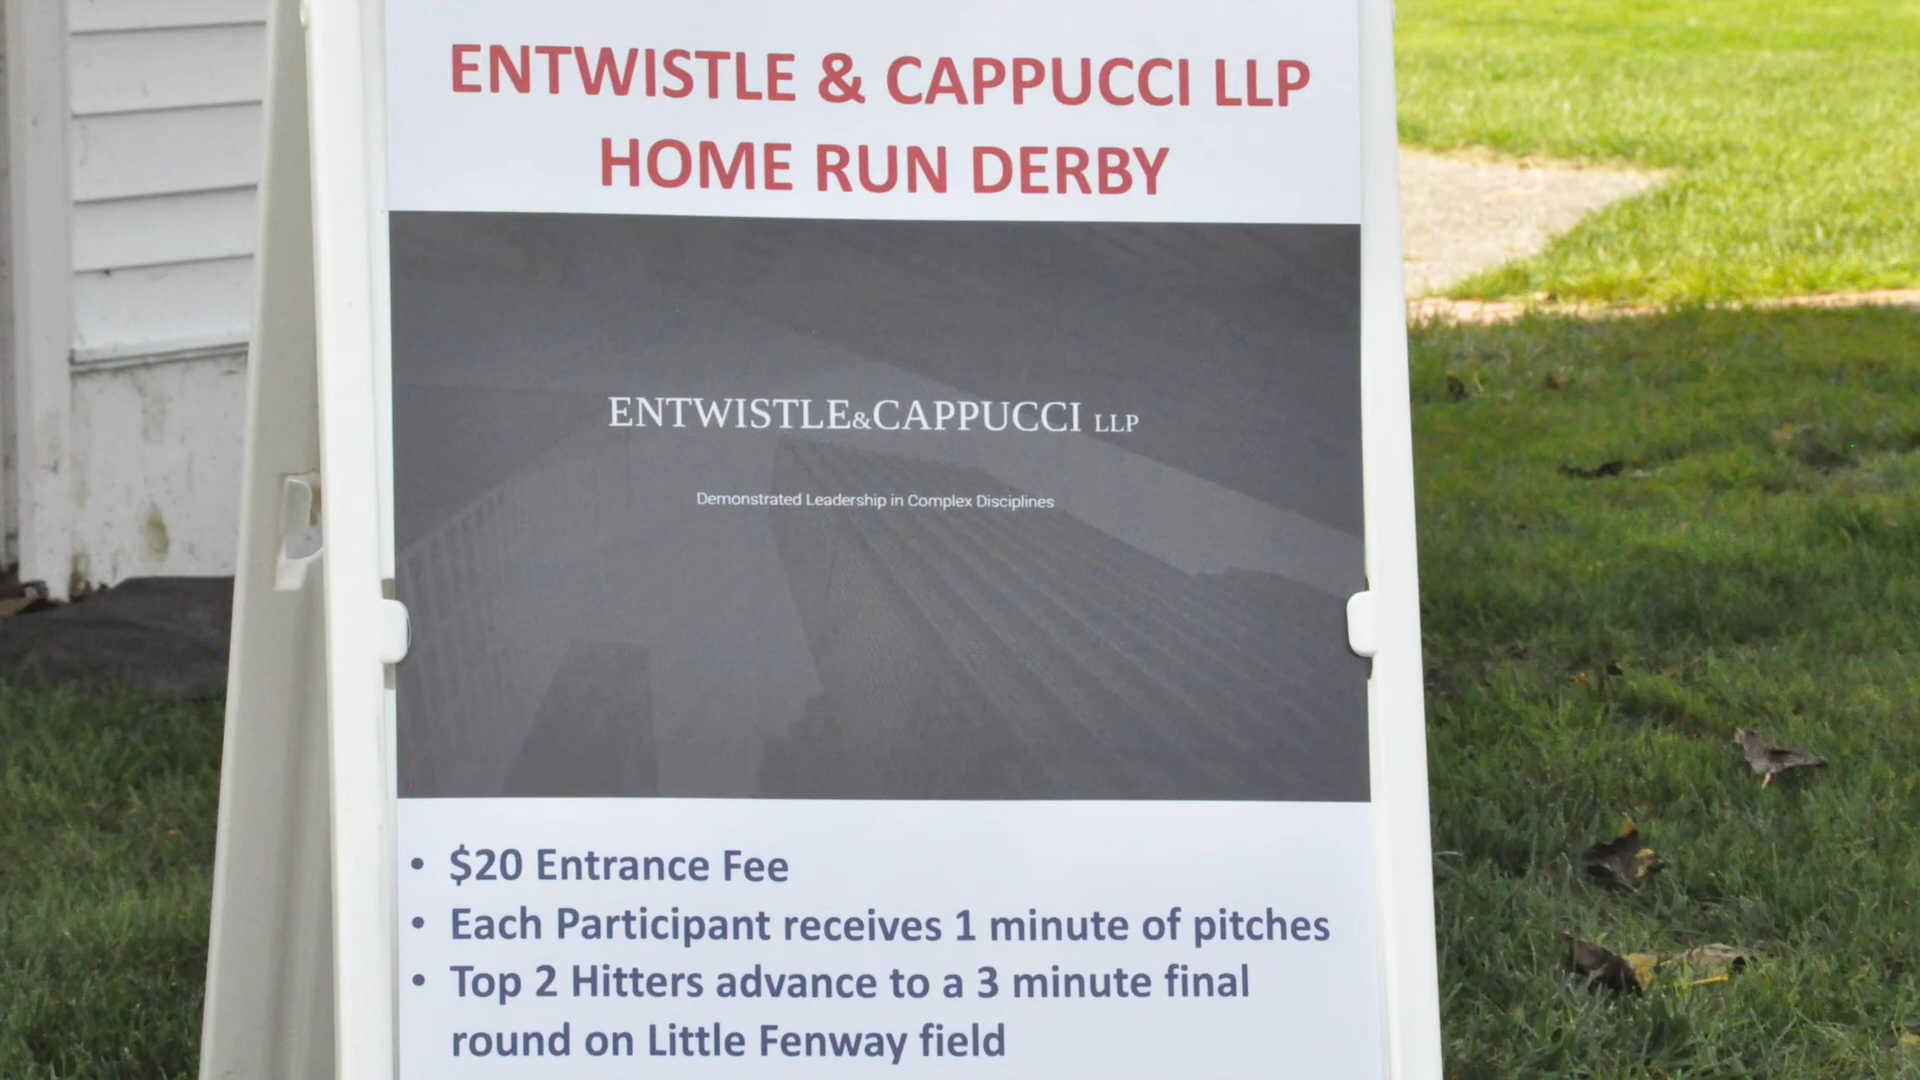 ENTWISTLE & CAPPUCCI LLP
HOME RUN DERBY
ENTWISTLE&CAPPUCCI LLP
Demonstrated Leadership in Complex Disciplines
• $20 Entrance Fee
• Each Participant receives 1 minute of pitches
• Top 2 Hitters advance to a 3 minute final
round on Little Fenway field